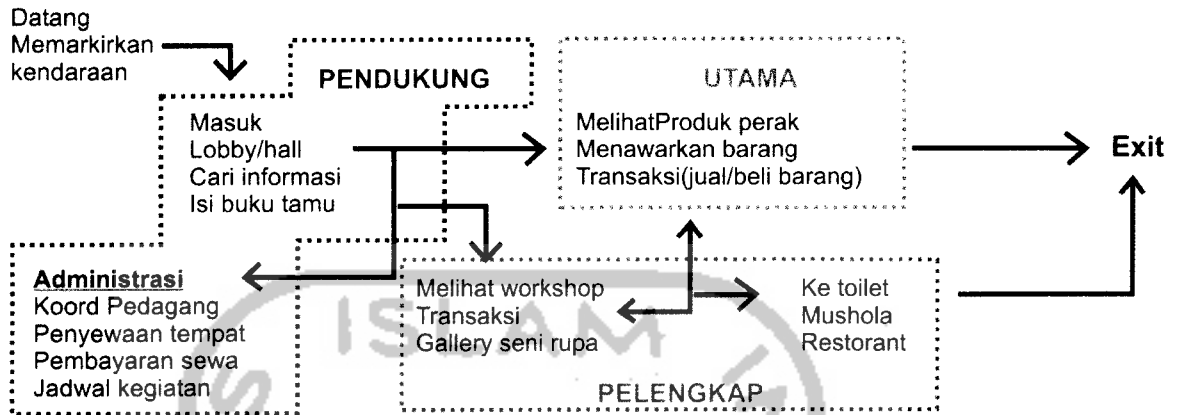 Datang
Memarkirkan
kendaraan
PENDUKUNG
Masuk
Lobby/hall
Cari informasi
Isi buku tamu
UTAMA
MelihatProduk perak
Menawarkan barang
Transaksi(jual/beli barang)
Exit
Administrasi
Koord Pedagang
Penyewaan tempat
Pembayaran sewa
Jadwal kegiatan
Melihat workshop
Transaksi
Gallery seni rupa
Ke toilet
Mushola
Restorant
PELENGKAP
ISLAM